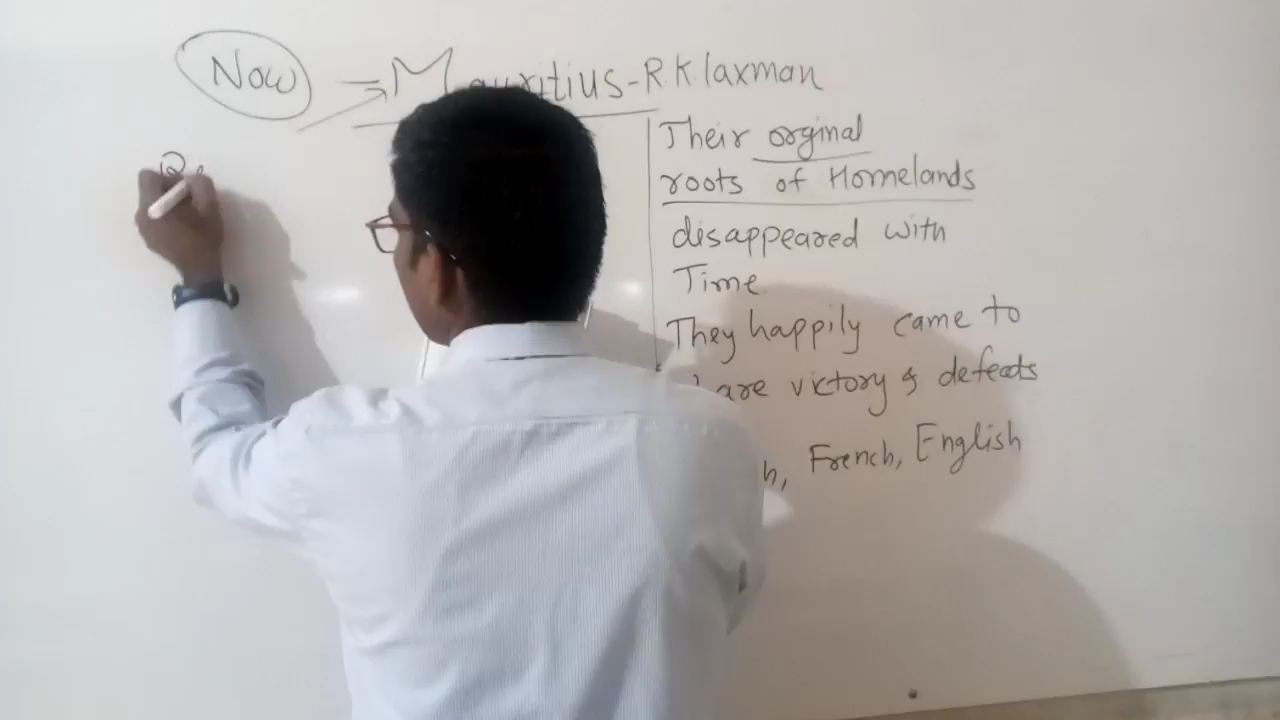 Now
Mauritius-R.K laxman
Their orginal
roots of Homelands
disappeared with
Time
They happily came to
victory & defeats
French, English